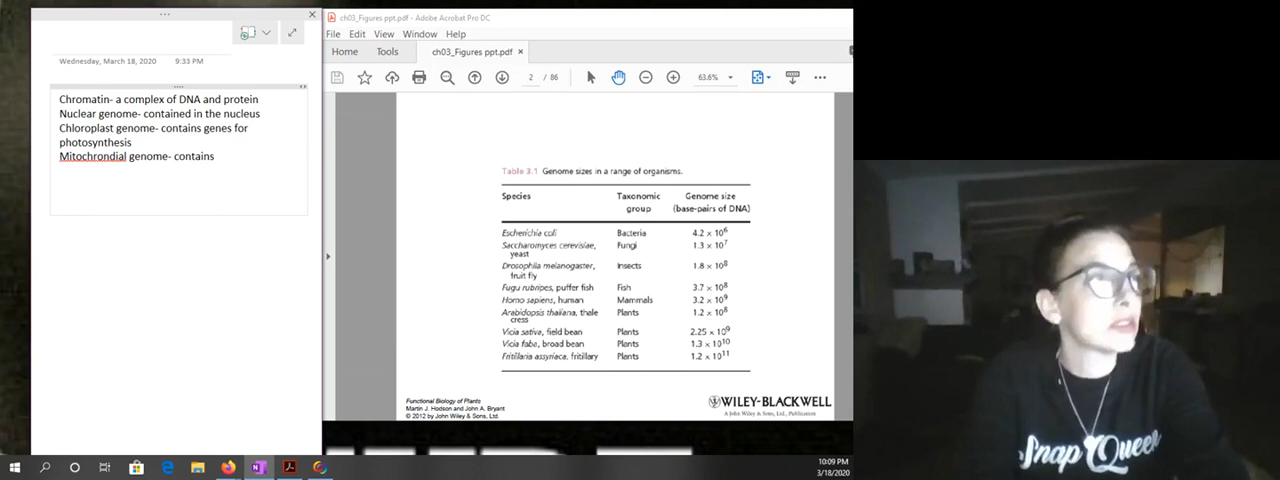 Wednesday, March 18, 2020 9:33 PM
Chromatin- a complex of DNA and protein
Nuclear genome- contained in the nucleus
Chloroplast genome- contains genes for
photosynthesis
Mitochrondial genome- contains
ch03_Figures ppt.pdf - Adobe Acrobat Pro DC
File Edit View Window Help
Home Tools ch03_Figures ppt.pdf ×
2 / 86 63.6%
Table 3.1 Genome sizes in a range of organisms.
Species Taxonomic group Genome size (base-pairs of DNA)
Escherichia coli Bacteria 4.2 × 10⁶
Saccharomyces cerevisiae, yeast Fungi 1.3 × 10⁷
Drosophila melanogaster, fruit fly Insects 1.8 × 10⁸
Fugu rubripes, puffer fish Fish 3.7 × 10⁸
Homo sapiens, human Mammals 3.2 × 10⁹
Arabidopsis thaliana, thale cress Plants 1.2 × 10⁸
Vicia sativa, field bean Plants 2.25 × 10⁹
Vicia faba, broad bean Plants 1.3 × 10¹⁰
Fritillaria assyriaca, fritillary Plants 1.2 × 10¹¹
Functional Biology of Plants
Martin J. Hodson and John A. Bryant
© 2012 by John Wiley & Sons, Ltd.
WILEY-BLACKWELL
A John Wiley & Sons, Ltd., Publication
10:09 PM
3/18/2020
Snap Queen